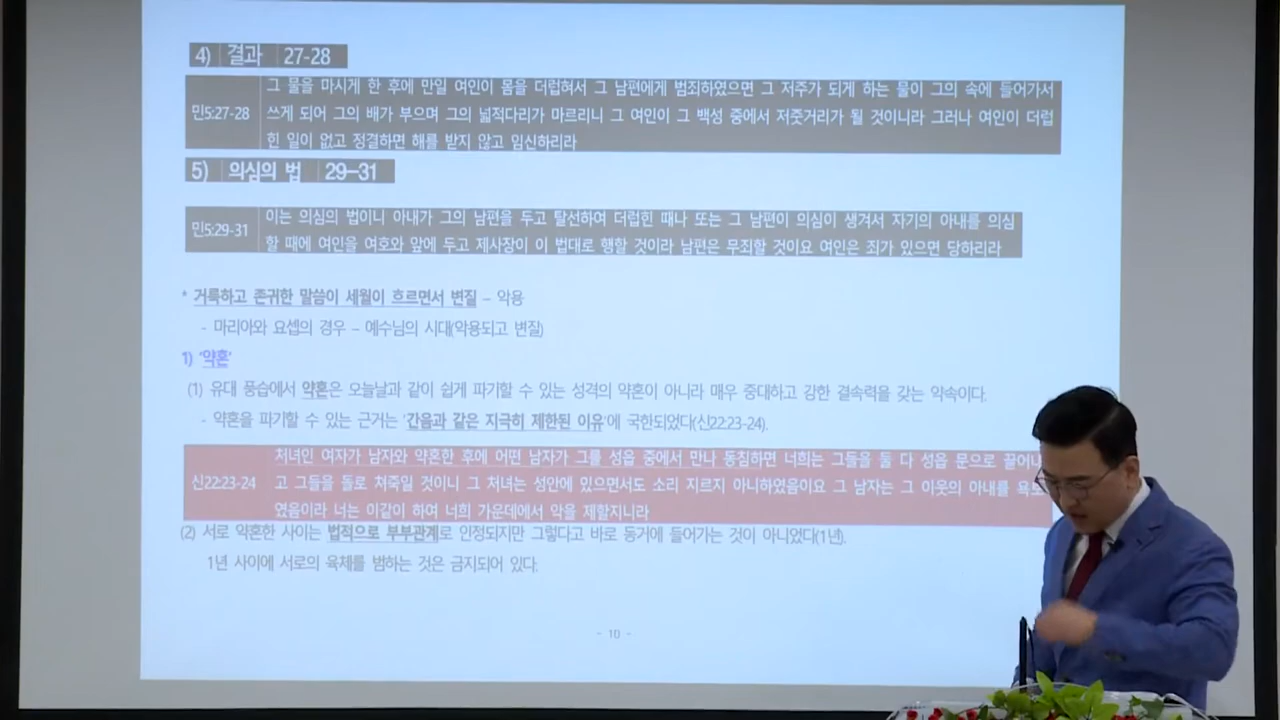 4) 결과 27-28
민5:27-28
그 물을 마시게 한 후에 만일 여인이 몸을 더럽혀서 그 남편에게 범죄하였으면 그 저주가 되게 하는 물이 그의 속에 들어가서
쓰게 되어 그의 배가 부으며 그의 넓적다리가 마르리니 그 여인이 그 백성 중에서 저줏거리가 될 것이니라 그러나 여인이 더럽
힌 일이 없고 정결하면 해를 받지 않고 임신하리라
5) 의심의 법 29–31
민5:29-31
이는 의심의 법이니 아내가 그의 남편을 두고 탈선하여 더럽힌 때나 또는 그 남편이 의심이 생겨서 자기의 아내를 의심
할 때에 여인을 여호와 앞에 두고 제사장이 이 법대로 행할 것이라 남편은 무죄할 것이요 여인은 죄가 있으면 당하리라
* 거룩하고 존귀한 말씀이 세월이 흐르면서 변질 – 악용
- 마리아와 요셉의 경우 – 예수님의 시대(악용되고 변질)
1) '약혼'
(1) 유대 풍습에서 약혼은 오늘날과 같이 쉽게 파기할 수 있는 성격의 약혼이 아니라 매우 중대하고 강한 결속력을 갖는 약속이다.
- 약혼을 파기할 수 있는 근거는 '간음과 같은 지극히 제한된 이유'에 국한되었다(신22:23-24).
신22:23-24
처녀인 여자가 남자와 약혼한 후에 어떤 남자가 그를 성읍 중에서 만나 동침하면 너희는 그들을 둘 다 성읍 문으로 끌어내
고 그들을 돌로 쳐죽일 것이니 그 처녀는 성안에 있으면서도 소리 지르지 아니하였음이요 그 남자는 그 이웃의 아내를 욕보
였음이라 너는 이같이 하여 너희 가운데에서 악을 제할지니라
(2) 서로 약혼한 사이는 법적으로 부부관계로 인정되지만 그렇다고 바로 동거에 들어가는 것이 아니었다(1년).
1년 사이에 서로의 육체를 범하는 것은 금지되어 있다.
- 10 -